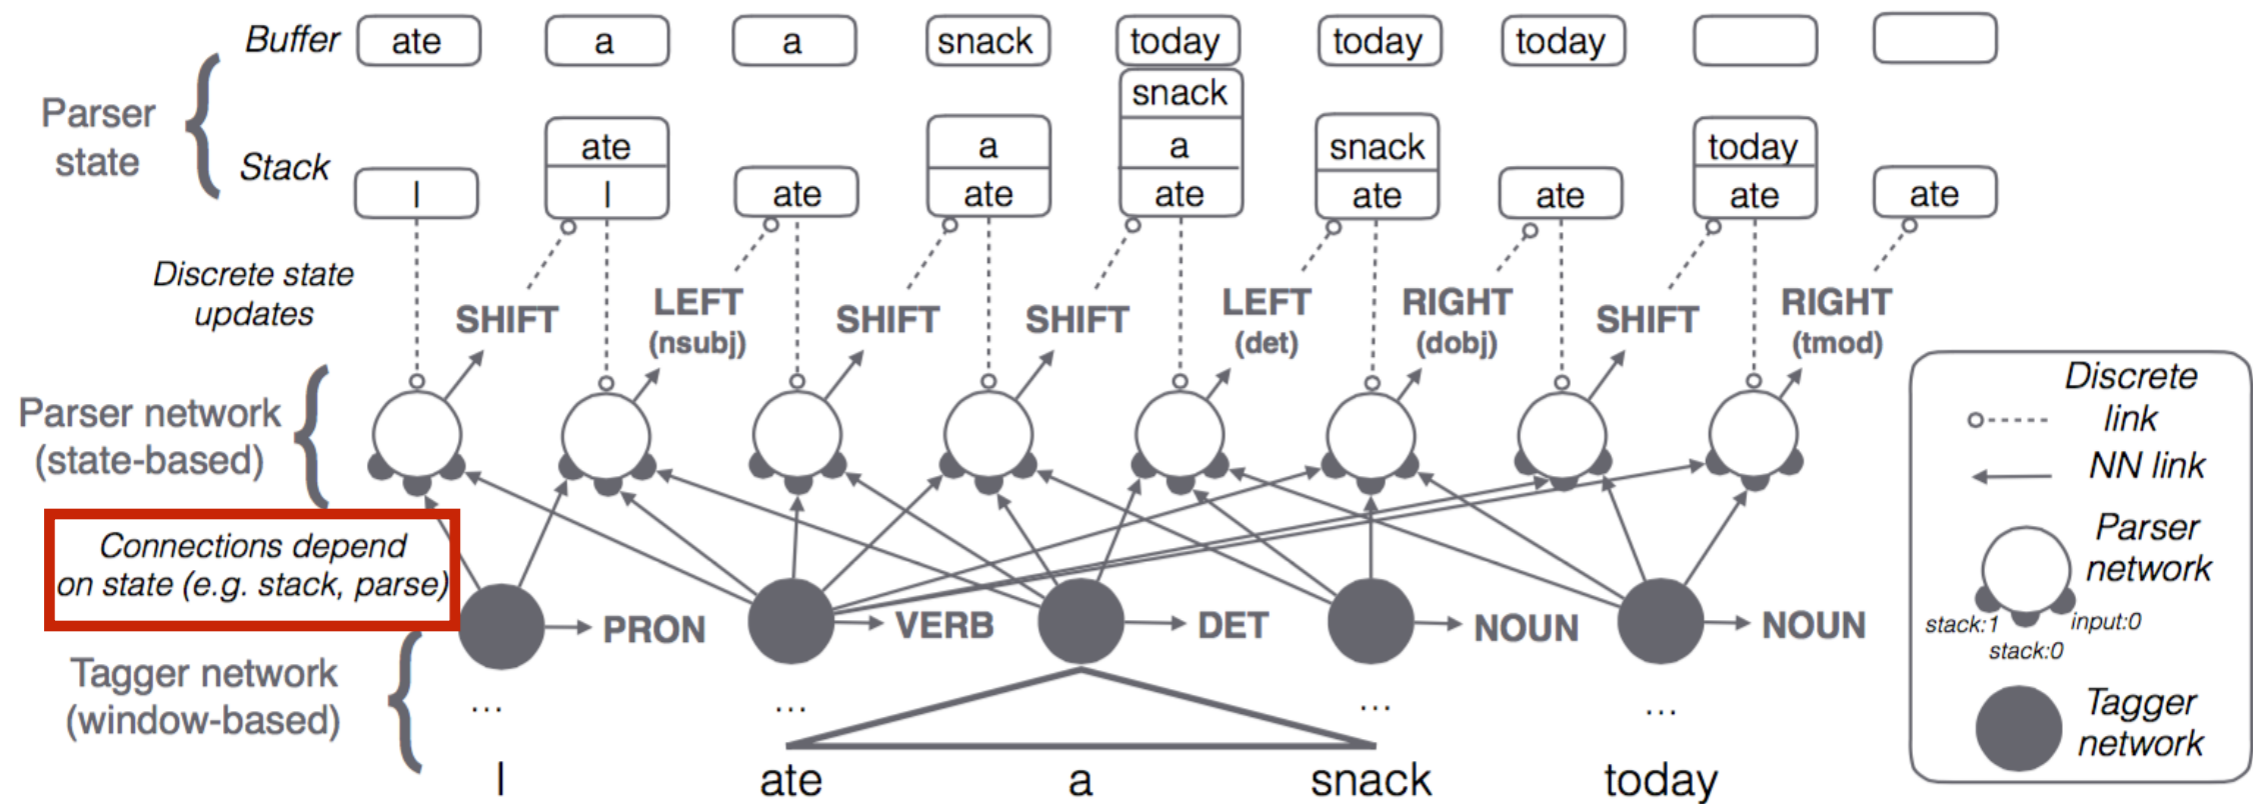 Buffer ate a a snack today today today
snack
Parser
state
ate a a snack today
Stack I I ate ate ate ate ate ate ate
Discrete state
updates
SHIFT LEFT SHIFT SHIFT LEFT RIGHT SHIFT RIGHT
(nsubj) (det) (dobj) (tmod)
Parser network
(state-based)
Connections depend
on state (e.g. stack, parse)
PRON VERB DET NOUN NOUN
Tagger network
(window-based)
... ... ... ...
I ate a snack today
Discrete
link
NN link
Parser
network
stack:1 input:0
stack:0
Tagger
network